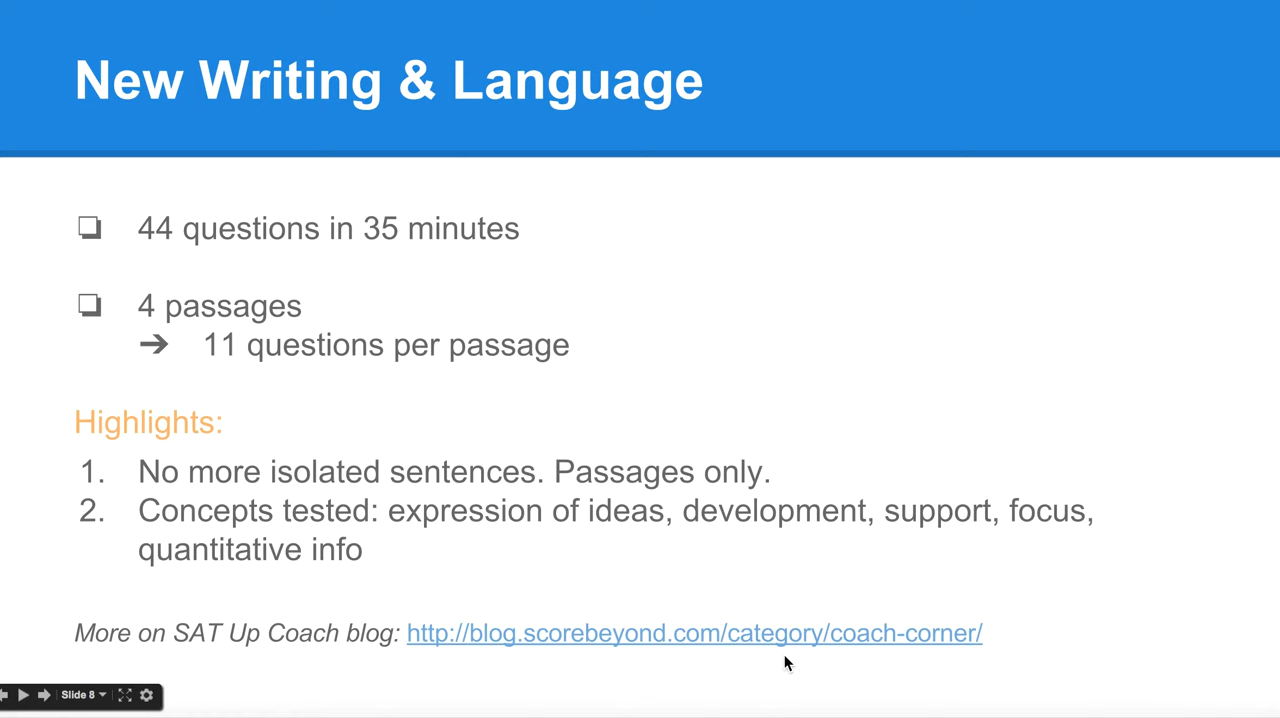 New Writing & Language
44 questions in 35 minutes
4 passages
11 questions per passage
Highlights:
1. No more isolated sentences. Passages only.
2. Concepts tested: expression of ideas, development, support, focus,
quantitative info
More on SAT Up Coach blog: http://blog.scorebeyond.com/category/coach-corner/
Slide 8